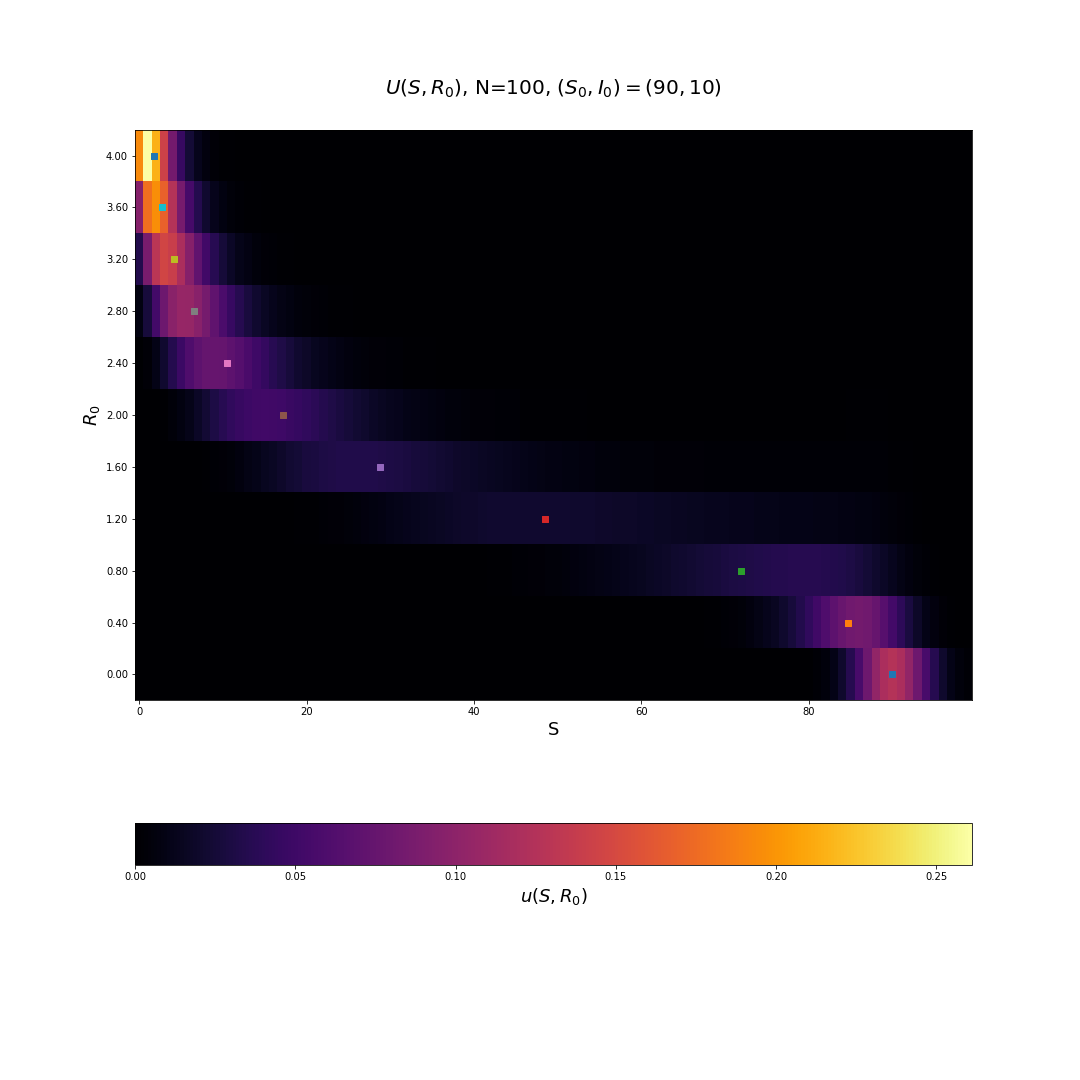 U(S, R₀), N=100, (S₀, I₀) = (90, 10)
4.00
3.60
3.20
2.80
2.40
2.00
1.60
1.20
0.80
0.40
0.00
R₀
0 20 40 60 80
S
0.00 0.05 0.10 0.15 0.20 0.25
u(S, R₀)